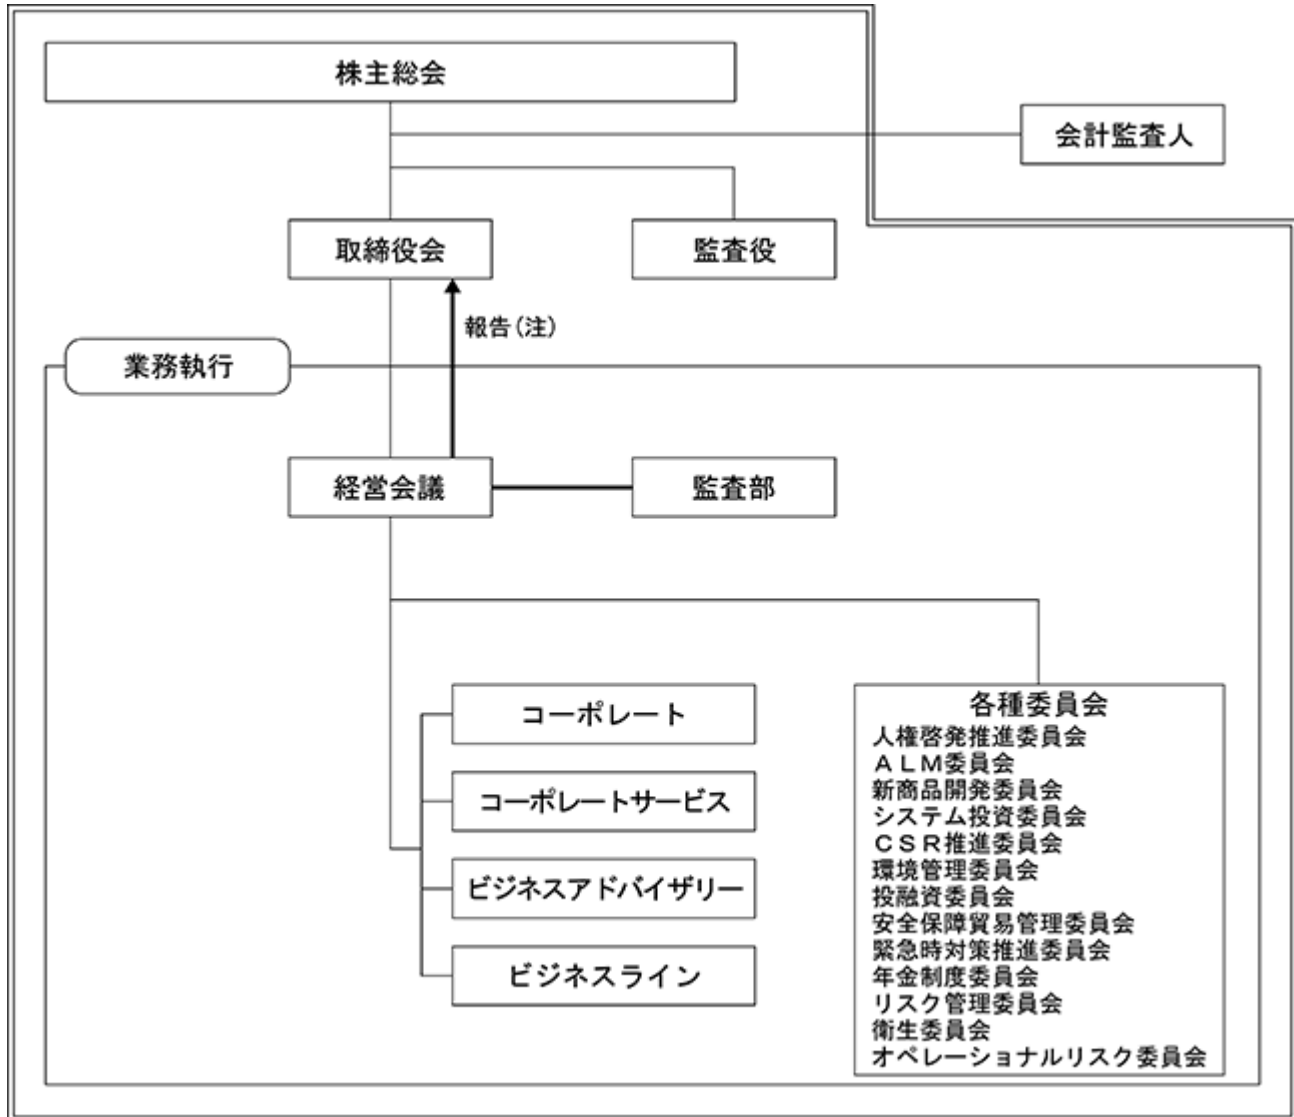 株主総会
会計監査人
取締役会
監査役
報告(注)
業務執行
経営会議
監査部
コーポレート
コーポレートサービス
ビジネスアドバイザリー
ビジネスライン
各種委員会
人権啓発推進委員会
ＡＬＭ委員会
新商品開発委員会
システム投資委員会
ＣＳＲ推進委員会
環境管理委員会
投融資委員会
安全保障貿易管理委員会
緊急時対策推進委員会
年金制度委員会
リスク管理委員会
衛生委員会
オペレーショナルリスク委員会